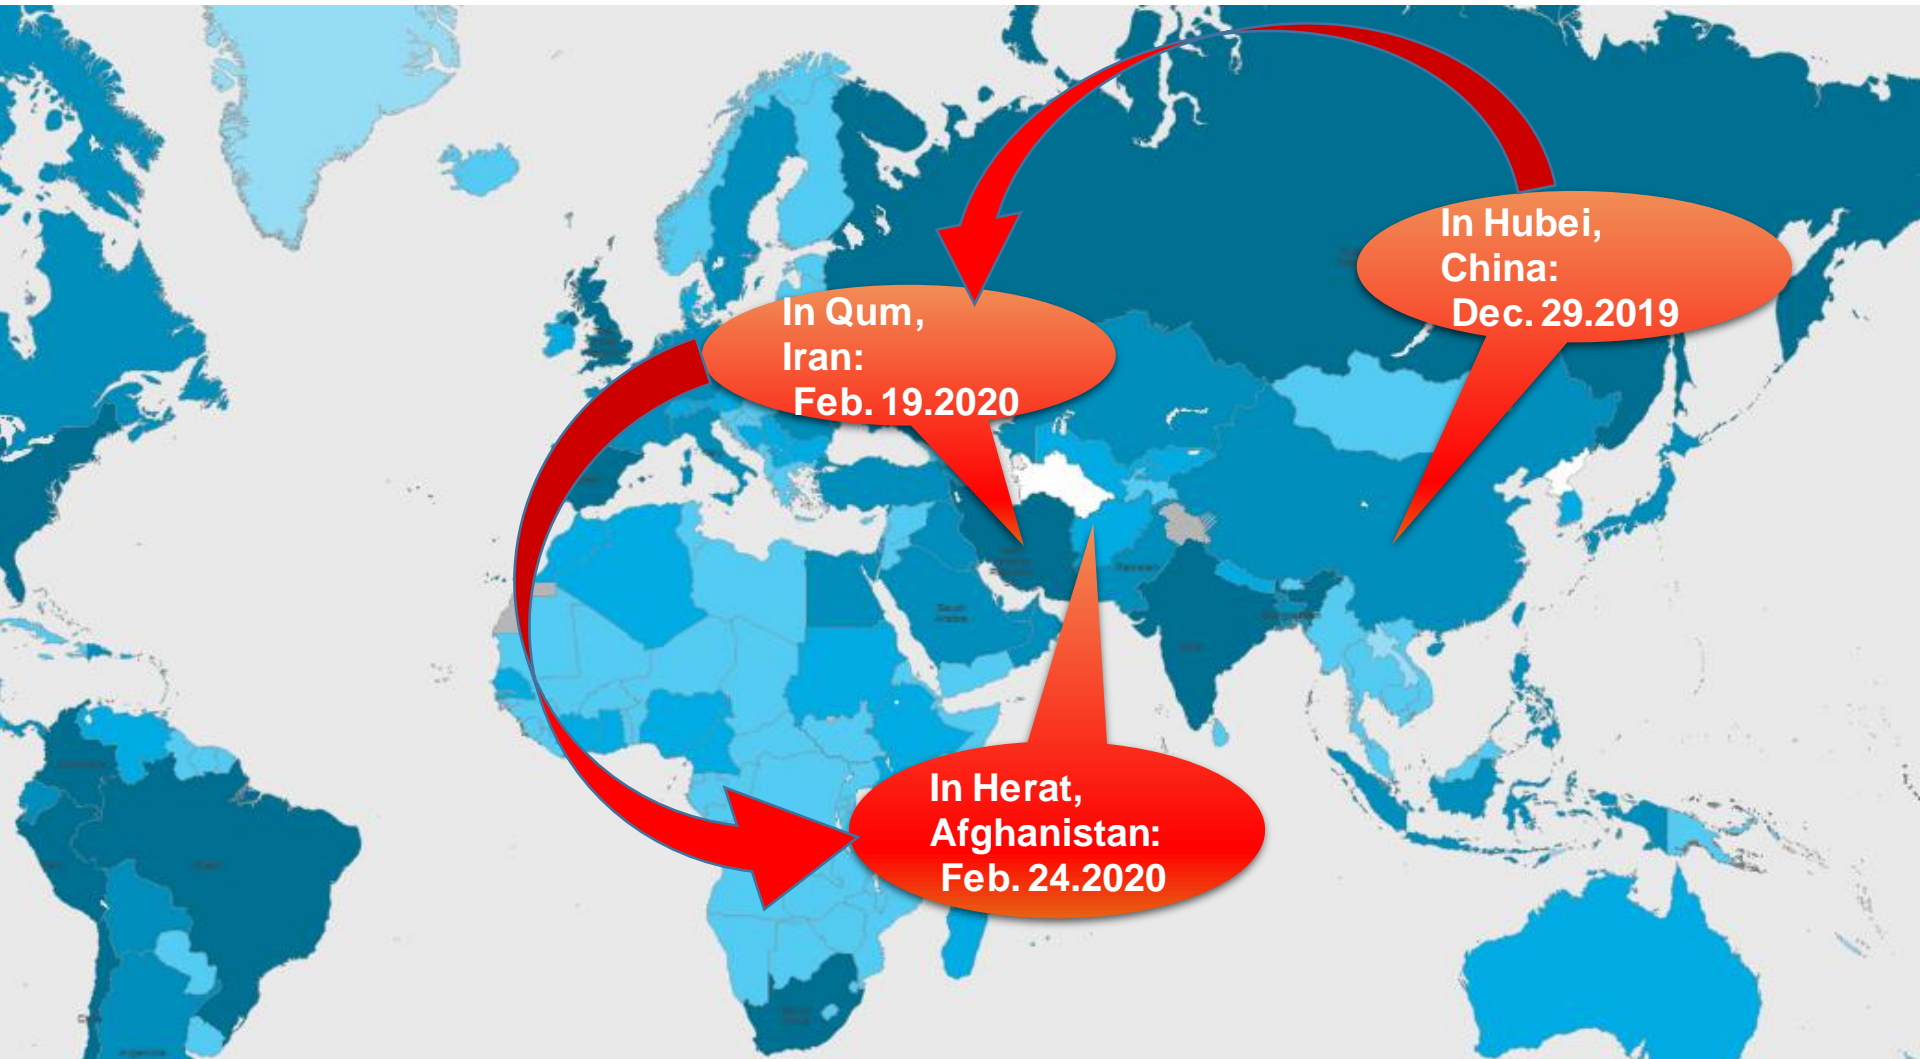 In Hubei,
China:
Dec. 29.2019
In Qum,
Iran:
Feb. 19.2020
In Herat,
Afghanistan:
Feb. 24.2020